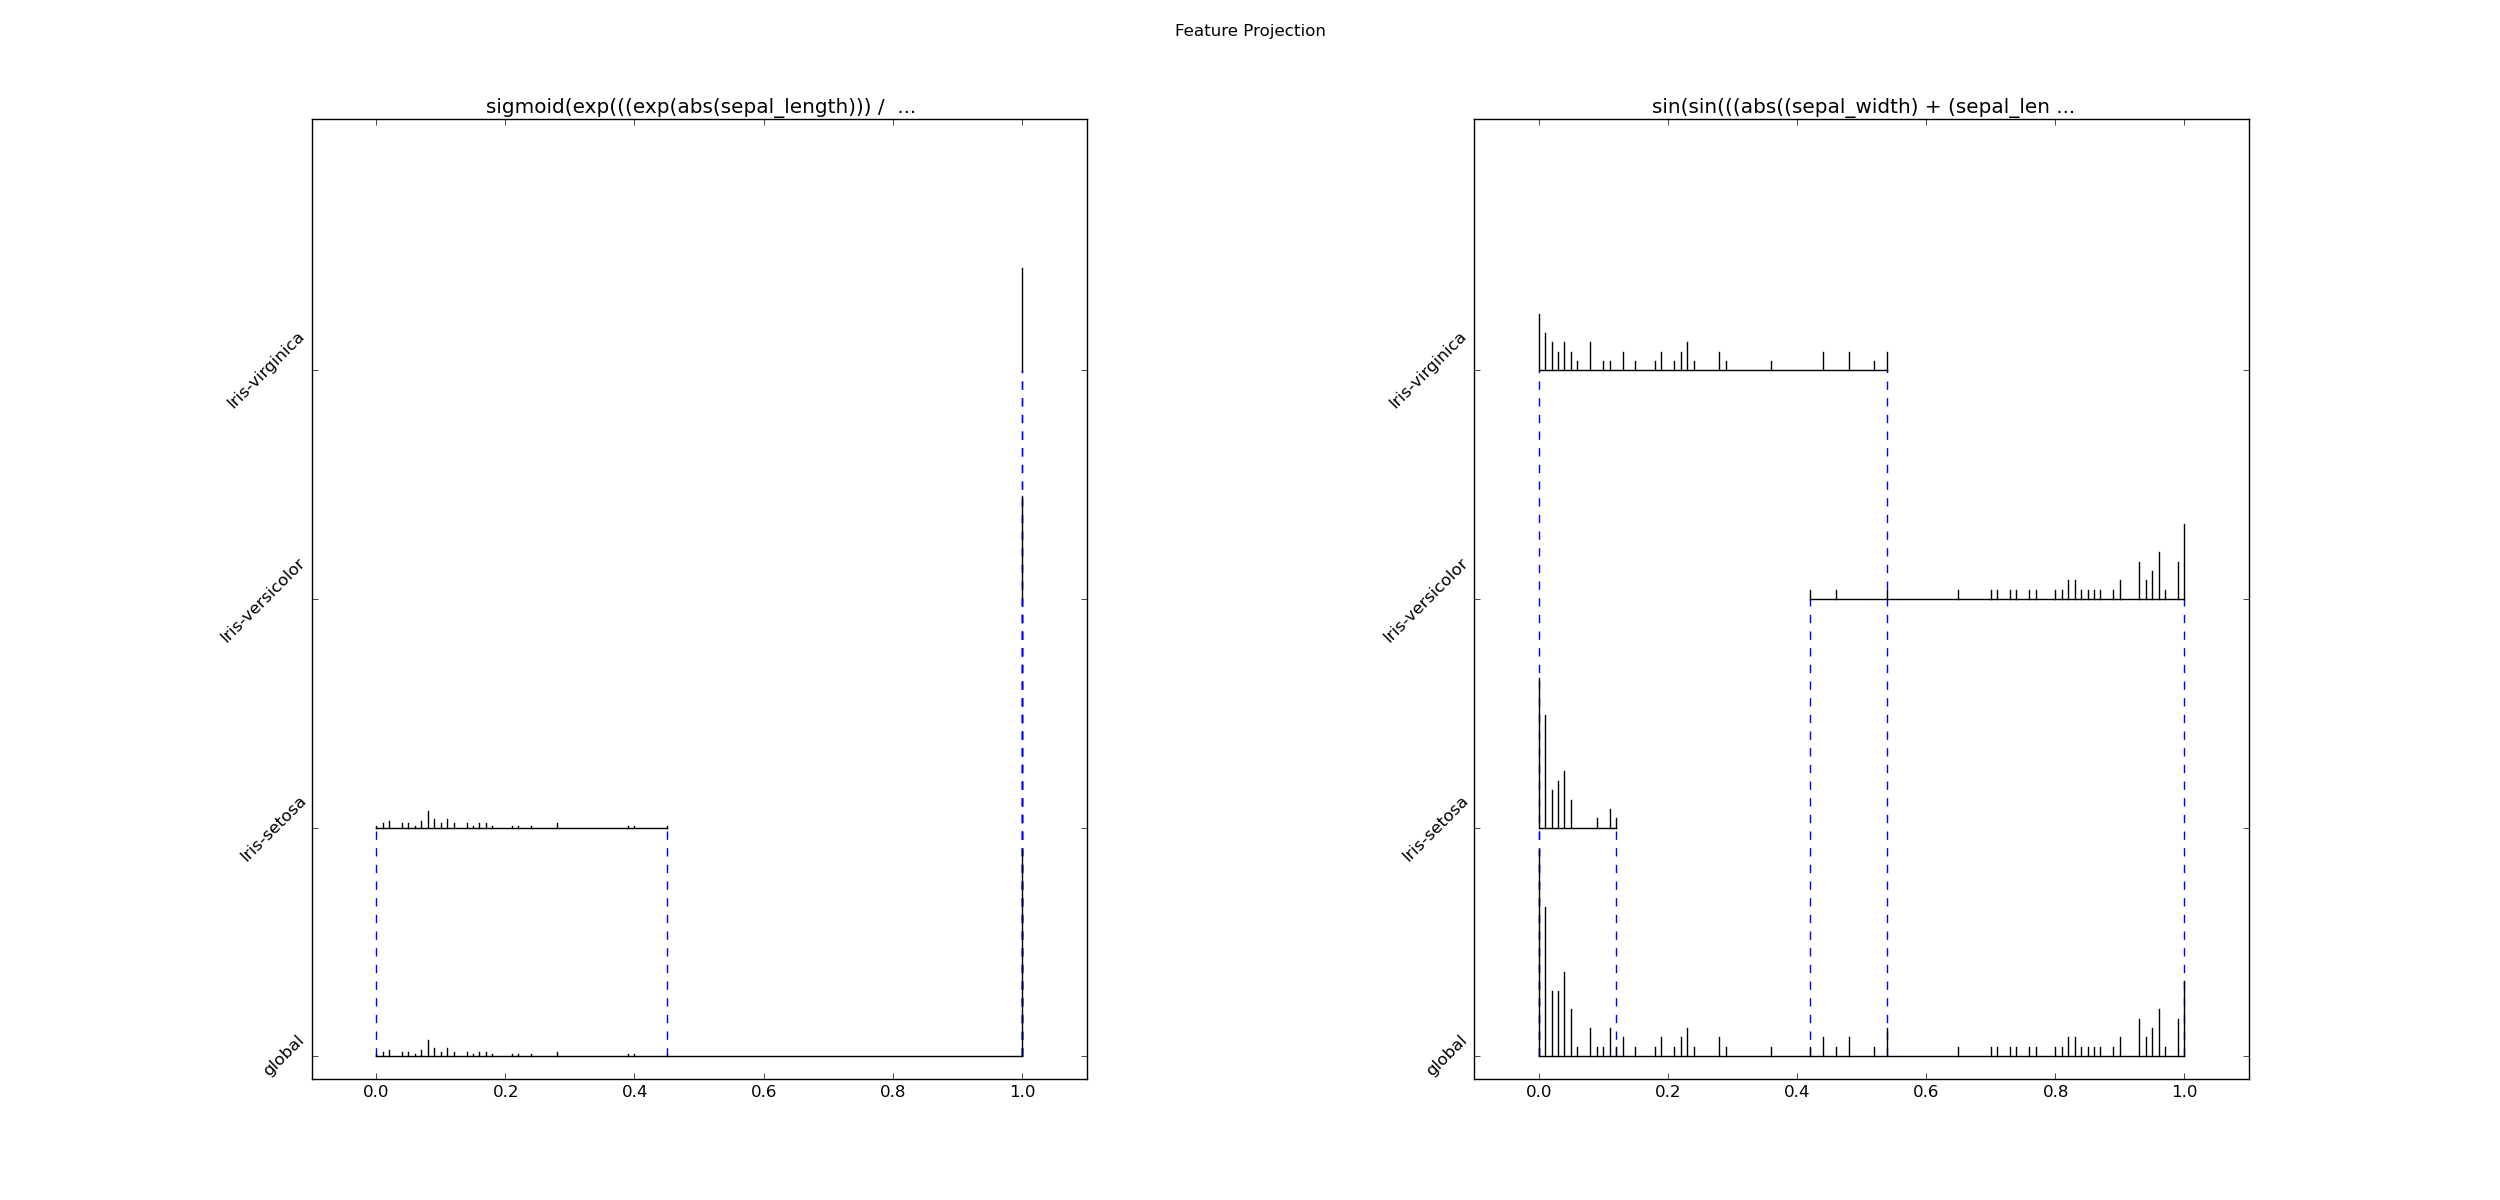 Feature Projection
sigmoid(exp(((exp(abs(sepal_length))) /  ...
Iris-virginica
Iris-versicolor
Iris-setosa
global
0.0 0.2 0.4 0.6 0.8 1.0
sin(sin(((abs((sepal_width) + (sepal_len ...
Iris-virginica
Iris-versicolor
Iris-setosa
global
0.0 0.2 0.4 0.6 0.8 1.0